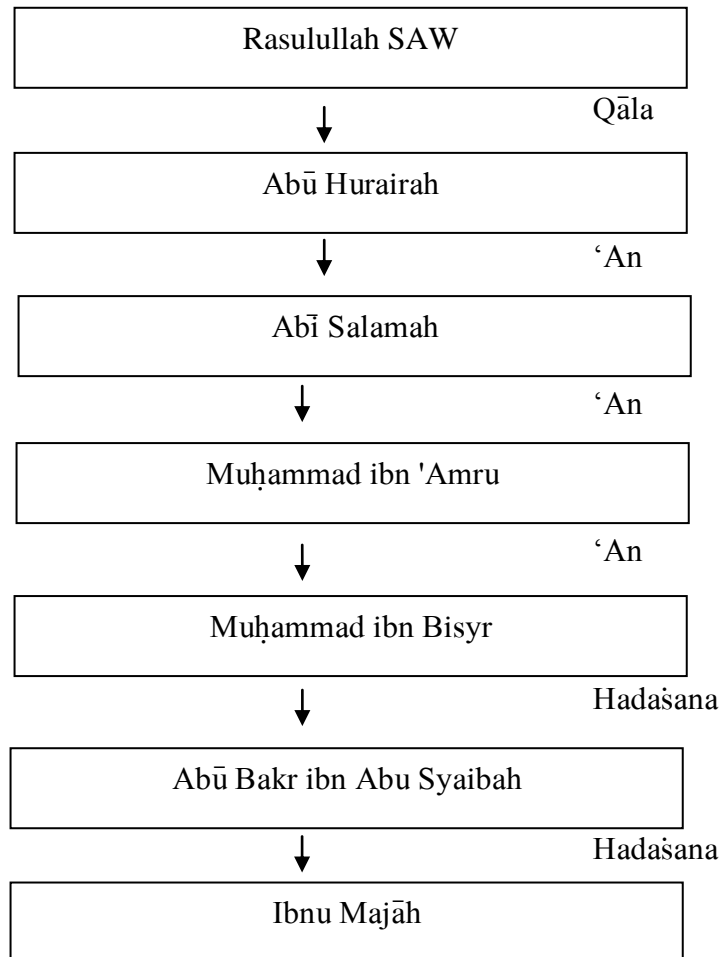 Rasulullah SAW
Qāla
Abū Hurairah
‘An
Abī Salamah
‘An
Muḥammad ibn 'Amru
‘An
Muḥammad ibn Bisyr
Hadaṡana
Abū Bakr ibn Abu Syaibah
Hadaṡana
Ibnu Majāh